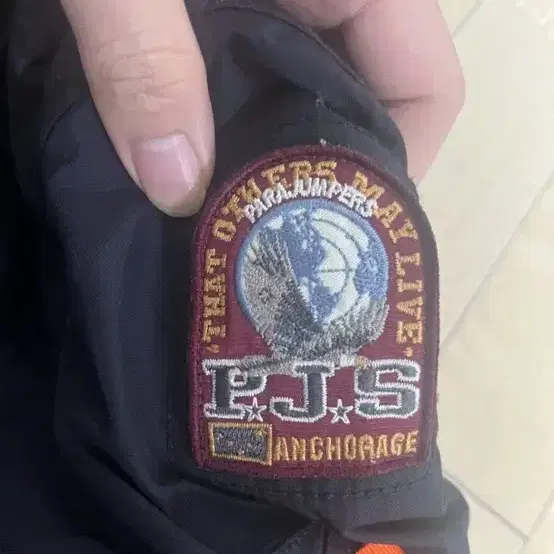 'THAT OTHERS MAY LIVE'
PARAJUMPERS
P.J.S
ANCHORAGE